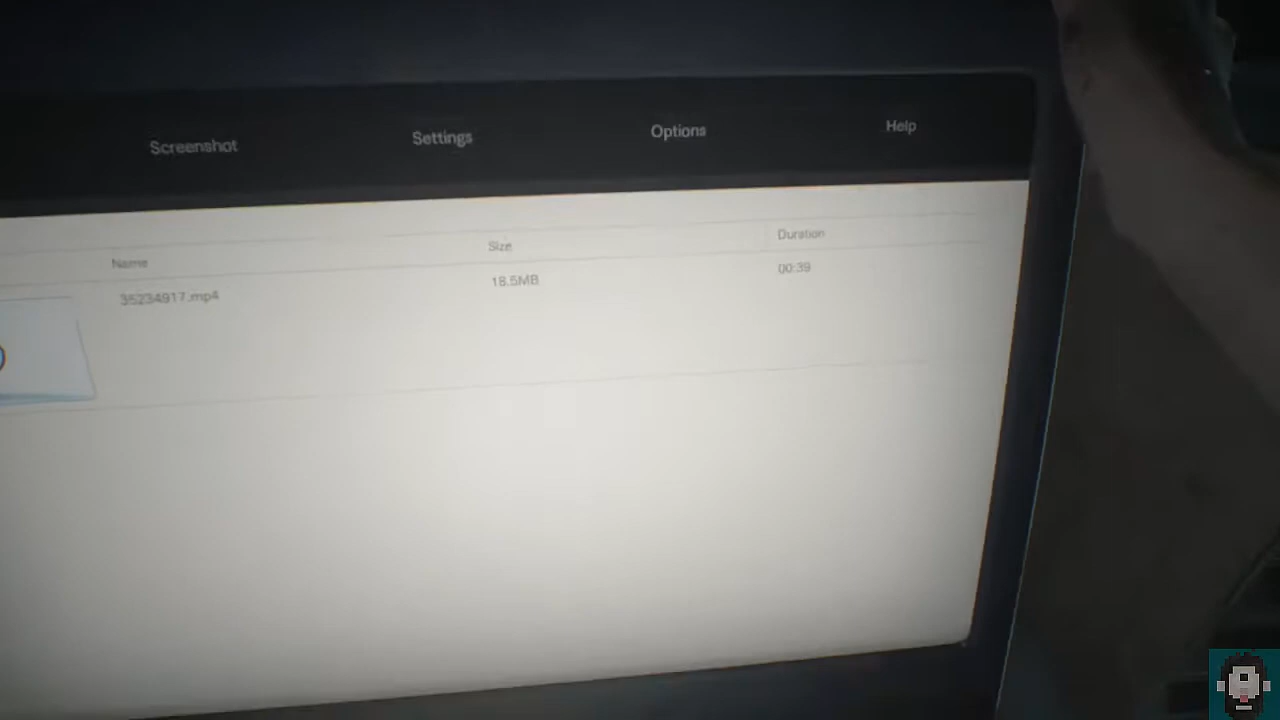 Screenshot Settings Options Help
Name Size Duration
35234917.mp4 18.5MB 00:39